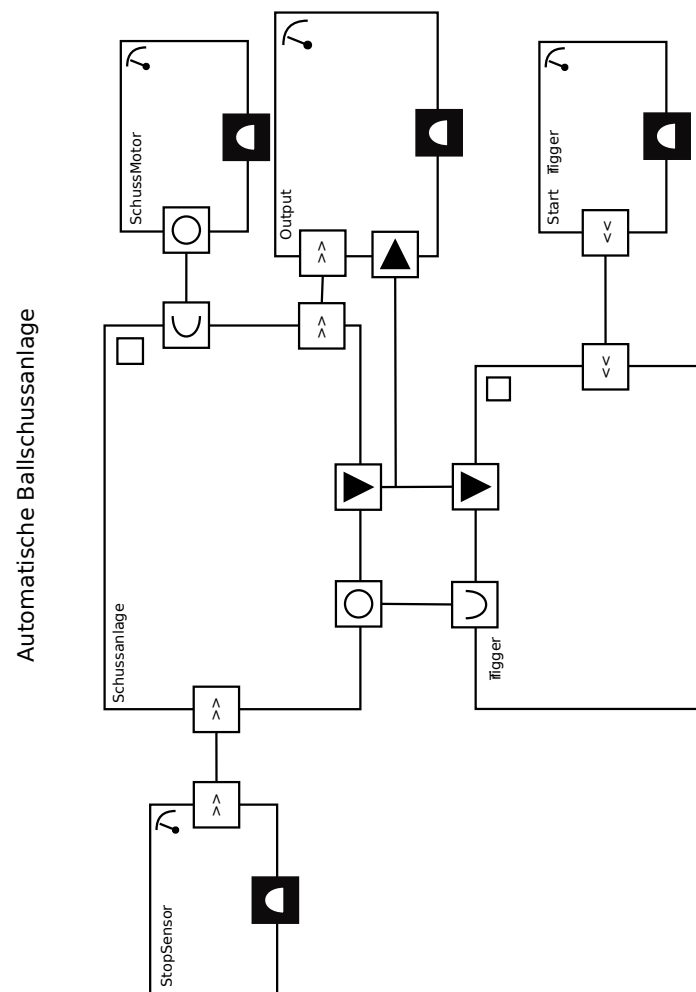 Automatische Ballschussanlage
StopSensor
Schussanlage
SchussMotor
Output
Trigger
Start Trigger